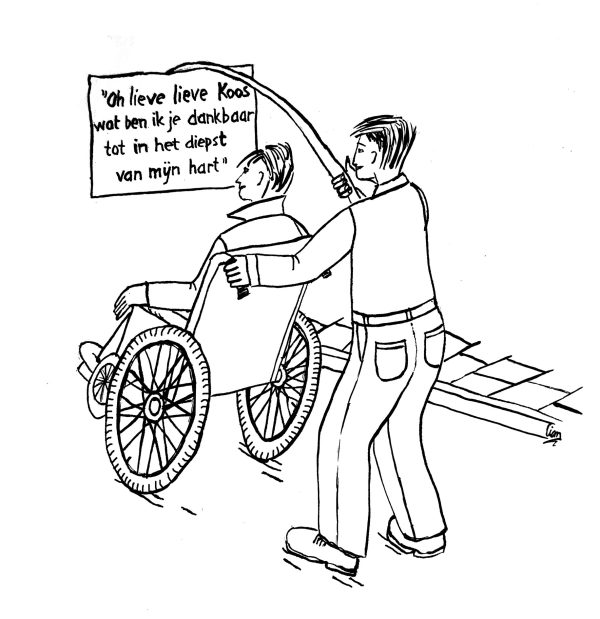 "Oh lieve lieve Koos
wat ben ik je dankbaar
tot in het diepst
van mijn hart"